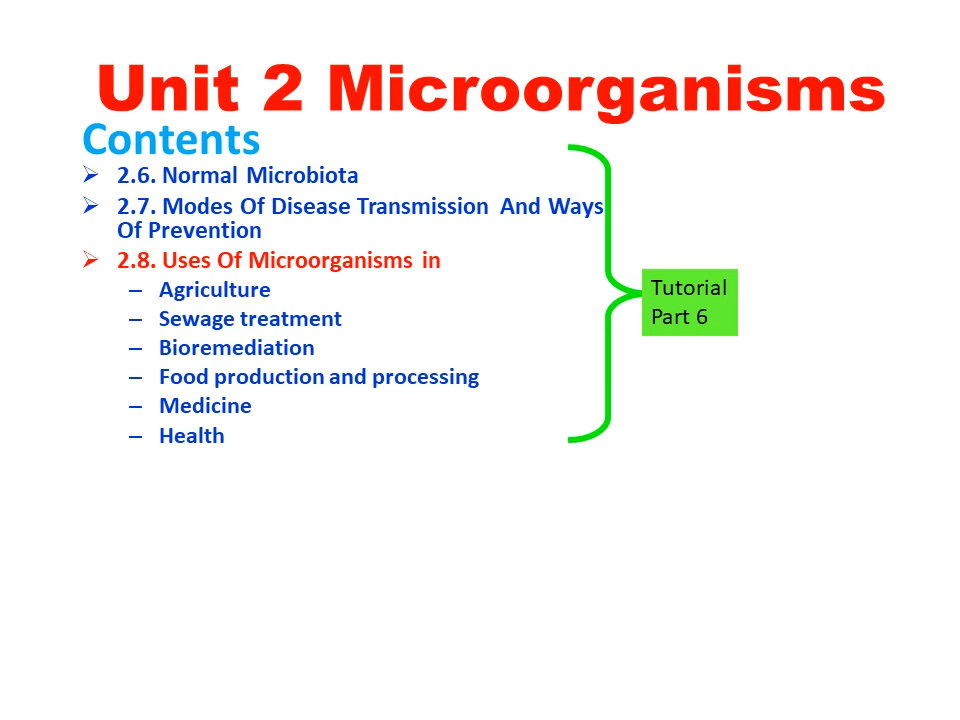 Unit 2 Microorganisms
Contents
2.6. Normal Microbiota
2.7. Modes Of Disease Transmission And Ways
Of Prevention
2.8. Uses Of Microorganisms in
– Agriculture
– Sewage treatment
– Bioremediation
– Food production and processing
– Medicine
– Health
Tutorial
Part 6